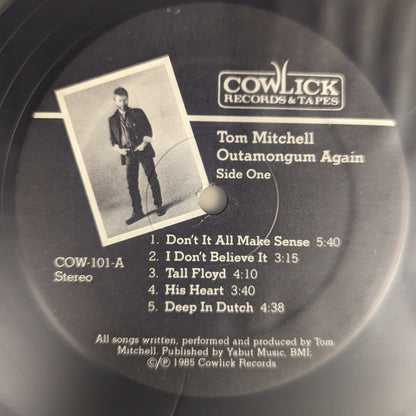 COWLICK
RECORDS & TAPES
Tom Mitchell
Outamongum Again
Side One
COW-101-A
Stereo
1. Don't It All Make Sense 5:40
2. I Don't Believe It 3:15
3. Tall Floyd 4:10
4. His Heart 3:40
5. Deep In Dutch 4:38
All songs written, performed and produced by Tom
Mitchell. Published by Yabut Music, BMI;
©/℗ 1985 Cowlick Records